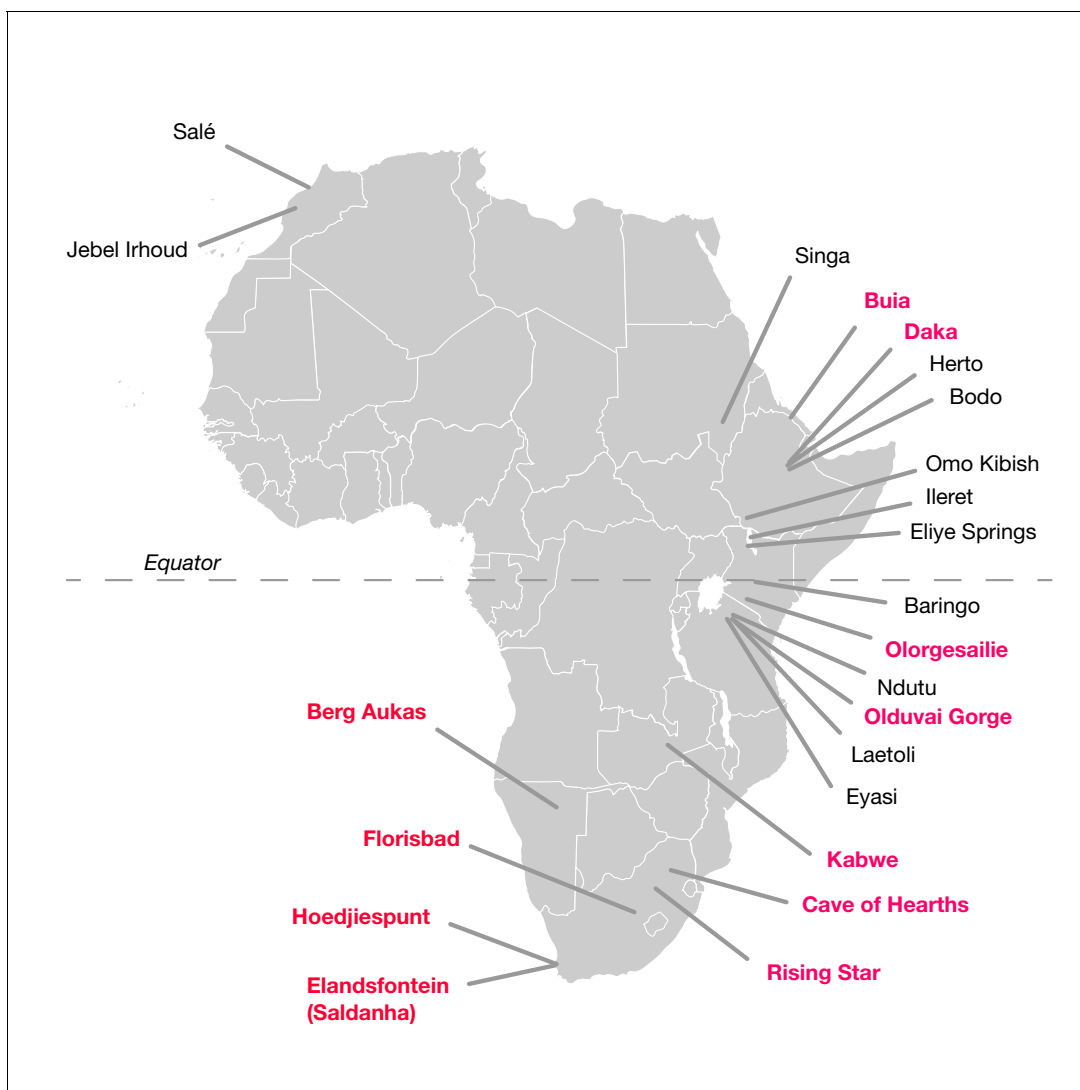 Salé
Jebel Irhoud
Singa
Buia
Daka
Herto
Bodo
Omo Kibish
Ileret
Eliye Springs
Equator
Baringo
Olorgesailie
Ndutu
Olduvai Gorge
Laetoli
Eyasi
Berg Aukas
Florisbad
Kabwe
Cave of Hearths
Hoedjiespunt
Rising Star
Elandsfontein
(Saldanha)